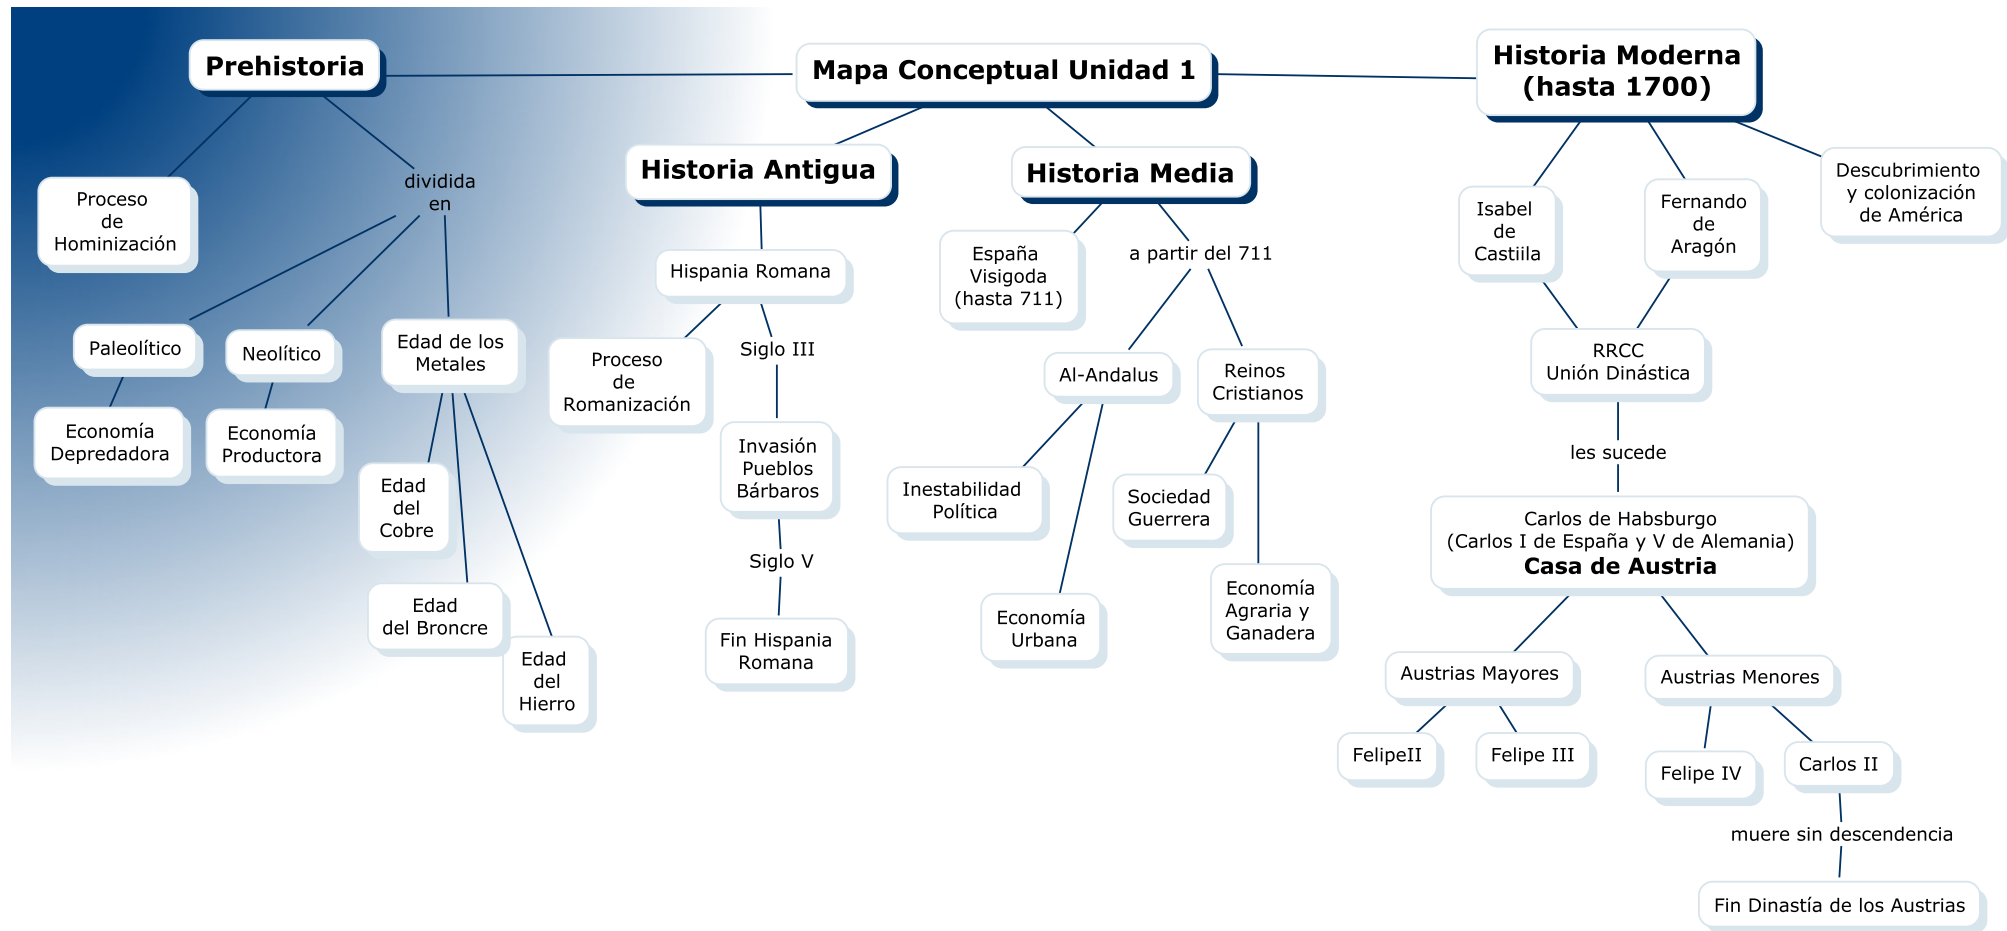 Prehistoria
Mapa Conceptual Unidad 1
Historia Moderna
(hasta 1700)
Proceso
de
Hominización
dividida
en
Paleolítico
Economía
Depredadora
Neolítico
Economía
Productora
Edad de los
Metales
Edad
del
Cobre
Edad
del Broncre
Edad
del
Hierro
Historia Antigua
Hispania Romana
Proceso
de
Romanización
Siglo III
Invasión
Pueblos
Bárbaros
Siglo V
Fin Hispania
Romana
Historia Media
España
Visigoda
(hasta 711)
a partir del 711
Al-Andalus
Inestabilidad
Política
Economía
Urbana
Reinos
Cristianos
Sociedad
Guerrera
Economía
Agraria y
Ganadera
Isabel
de
Castiila
Fernando
de
Aragón
Descubrimiento
y colonización
de América
RRCC
Unión Dinástica
les sucede
Carlos de Habsburgo
(Carlos I de España y V de Alemania)
Casa de Austria
Austrias Mayores
FelipeII
Felipe III
Austrias Menores
Felipe IV
Carlos II
muere sin descendencia
Fin Dinastía de los Austrias